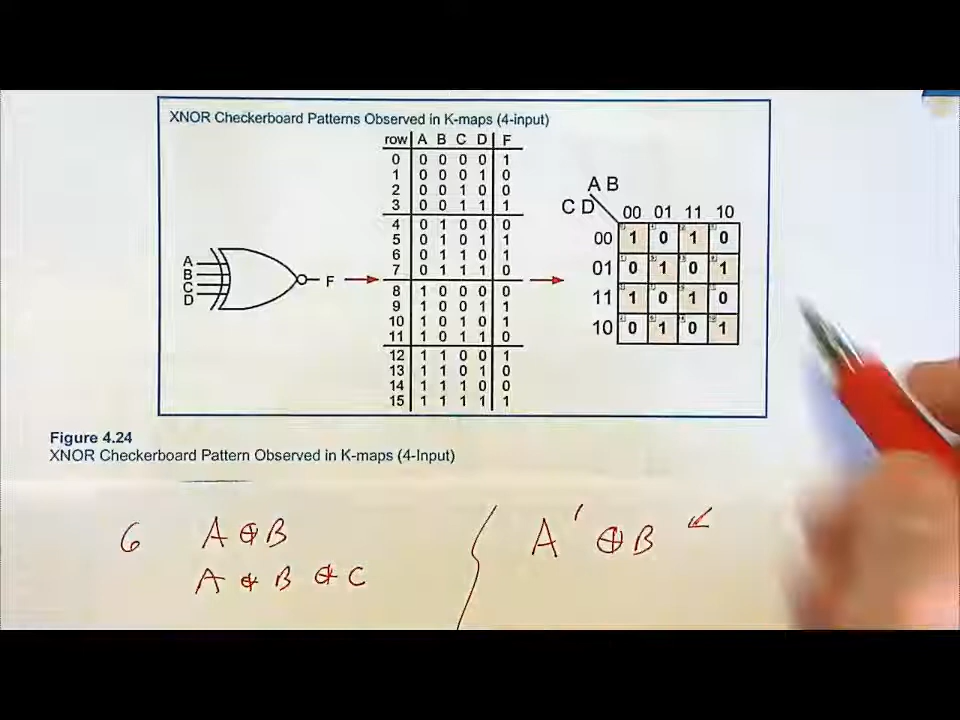 XNOR Checkerboard Patterns Observed in K-maps (4-input)
row A B C D F
0 0 0 0 0 1
1 0 0 0 1 0
2 0 0 1 0 0
3 0 0 1 1 1
4 0 1 0 0 0
5 0 1 0 1 1
6 0 1 1 0 1
7 0 1 1 1 0
8 1 0 0 0 0
9 1 0 0 1 1
10 1 0 1 0 1
11 1 0 1 1 0
12 1 1 0 0 1
13 1 1 0 1 0
14 1 1 1 0 0
15 1 1 1 1 1
A
B
C
D
F
A B
C D
00 01 11 10
00 1 0 1 0
01 0 1 0 1
11 1 0 1 0
10 0 1 0 1
Figure 4.24
XNOR Checkerboard Pattern Observed in K-maps (4-Input)
6 A ⊕ B
A ⊕ B ⊕ C
A' ⊕ B